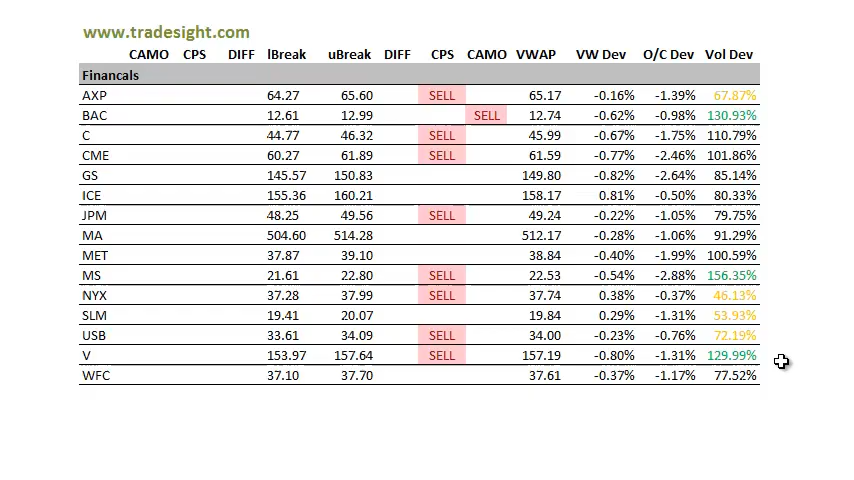 www.tradesight.com
CAMO CPS DIFF lBreak uBreak DIFF CPS CAMO VWAP VW Dev O/C Dev Vol Dev
Financals
AXP 64.27 65.60 SELL 65.17 -0.16% -1.39% 67.87%
BAC 12.61 12.99 SELL 12.74 -0.62% -0.98% 130.93%
C 44.77 46.32 SELL 45.99 -0.67% -1.75% 110.79%
CME 60.27 61.89 SELL 61.59 -0.77% -2.46% 101.86%
GS 145.57 150.83 149.80 -0.82% -2.64% 85.14%
ICE 155.36 160.21 158.17 0.81% -0.50% 80.33%
JPM 48.25 49.56 SELL 49.24 -0.22% -1.05% 79.75%
MA 504.60 514.28 512.17 -0.28% -1.06% 91.29%
MET 37.87 39.10 38.84 -0.40% -1.99% 100.59%
MS 21.61 22.80 SELL 22.53 -0.54% -2.88% 156.35%
NYX 37.28 37.99 SELL 37.74 0.38% -0.37% 46.13%
SLM 19.41 20.07 19.84 0.29% -1.31% 53.93%
USB 33.61 34.09 SELL 34.00 -0.23% -0.76% 72.19%
V 153.97 157.64 SELL 157.19 -0.80% -1.31% 129.99%
WFC 37.10 37.70 37.61 -0.37% -1.17% 77.52%